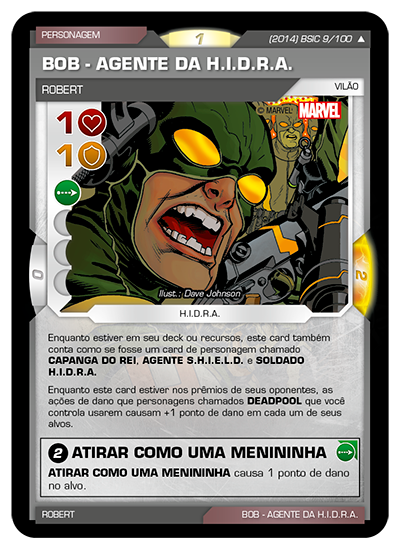 PERSONAGEM
1
(2014) BSIC 9/100 ▲
BOB - AGENTE DA H.I.D.R.A.
ROBERT
VILÃO
© MARVEL MARVEL
1
1
0
2
Ilust.: Dave Johnson
H.I.D.R.A.
Enquanto estiver em seu deck ou recursos, este card também
conta como se fosse um card de personagem chamado
CAPANGA DO REI, AGENTE S.H.I.E.L.D. e SOLDADO
H.I.D.R.A.
Enquanto este card estiver nos prêmios de seus oponentes, as
ações de dano que personagens chamados DEADPOOL que você
controla usarem causam +1 ponto de dano em cada um de seus
alvos.
2 ATIRAR COMO UMA MENININHA
ATIRAR COMO UMA MENININHA causa 1 ponto de dano
no alvo.
ROBERT
BOB - AGENTE DA H.I.D.R.A.